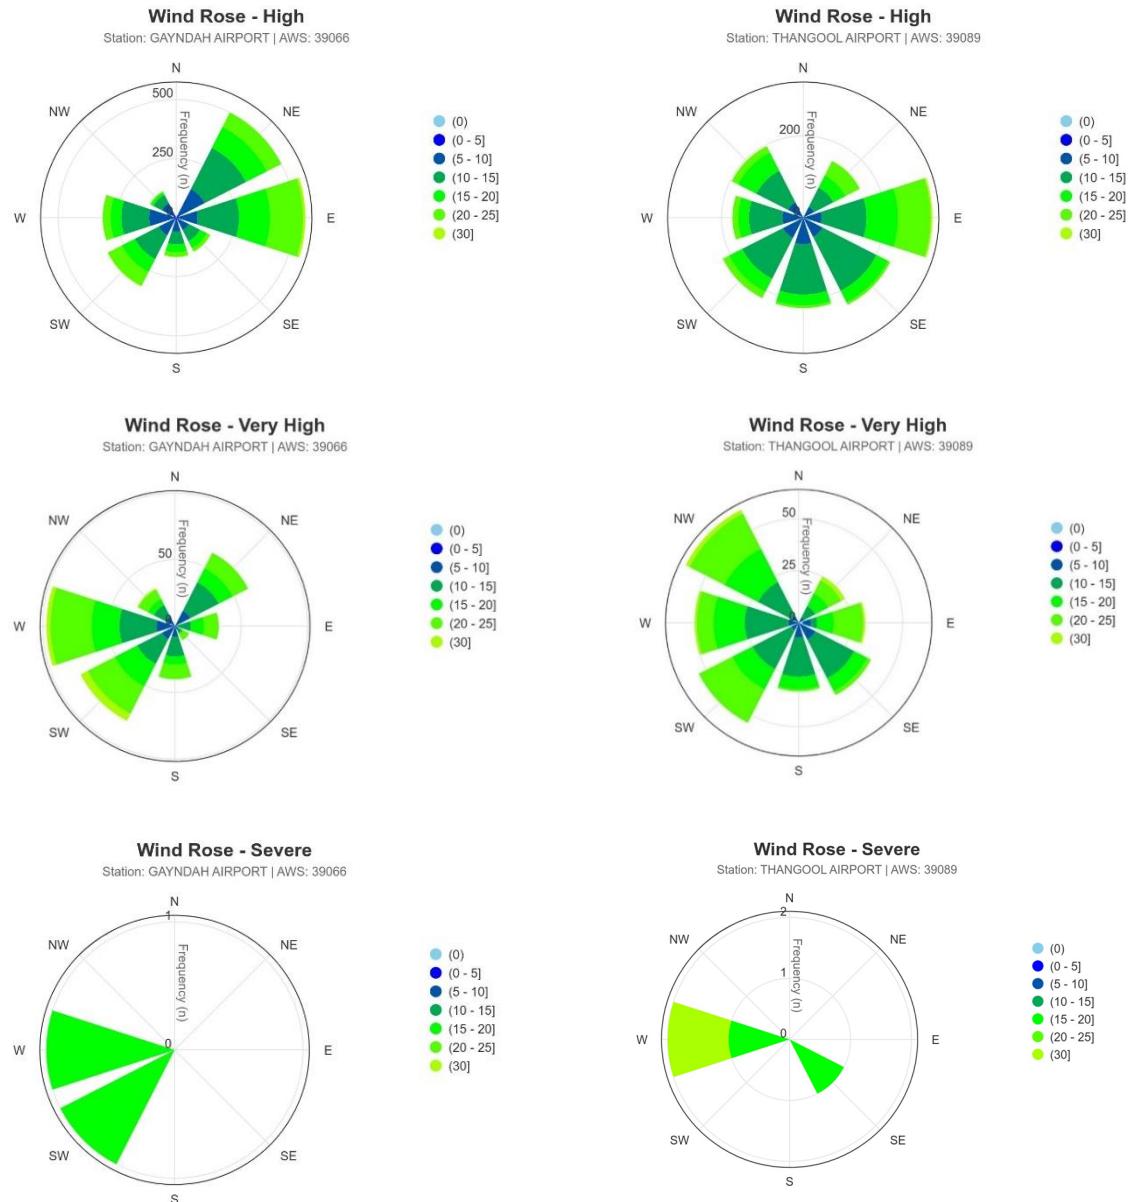 Wind Rose - High
Station: GAYNDAH AIRPORT | AWS: 39066
N
NE
E
SE
S
SW
W
NW
500
250
Frequency (n)
(0)
(0 - 5]
(5 - 10]
(10 - 15]
(15 - 20]
(20 - 25]
(30]
Wind Rose - High
Station: THANGOOL AIRPORT | AWS: 39089
N
NE
E
SE
S
SW
W
NW
200
Frequency (n)
(0)
(0 - 5]
(5 - 10]
(10 - 15]
(15 - 20]
(20 - 25]
(30]
Wind Rose - Very High
Station: GAYNDAH AIRPORT | AWS: 39066
N
NE
E
SE
S
SW
W
NW
50
0
Frequency (n)
(0)
(0 - 5]
(5 - 10]
(10 - 15]
(15 - 20]
(20 - 25]
(30]
Wind Rose - Very High
Station: THANGOOL AIRPORT | AWS: 39089
N
NE
E
SE
S
SW
W
NW
50
25
0
Frequency (n)
(0)
(0 - 5]
(5 - 10]
(10 - 15]
(15 - 20]
(20 - 25]
(30]
Wind Rose - Severe
Station: GAYNDAH AIRPORT | AWS: 39066
N
NE
E
SE
S
SW
W
NW
1
0
Frequency (n)
(0)
(0 - 5]
(5 - 10]
(10 - 15]
(15 - 20]
(20 - 25]
(30]
Wind Rose - Severe
Station: THANGOOL AIRPORT | AWS: 39089
N
NE
E
SE
S
SW
W
NW
2
1
0
Frequency (n)
(0)
(0 - 5]
(5 - 10]
(10 - 15]
(15 - 20]
(20 - 25]
(30]